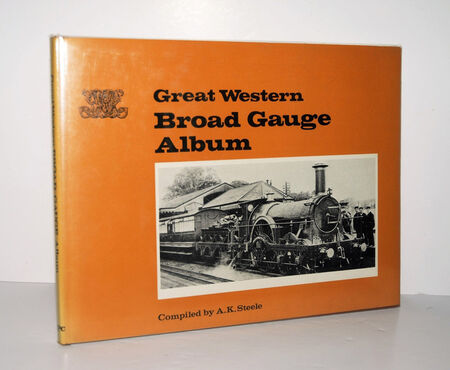 Great Western
Broad Gauge
Album
Compiled by A.K.Steele